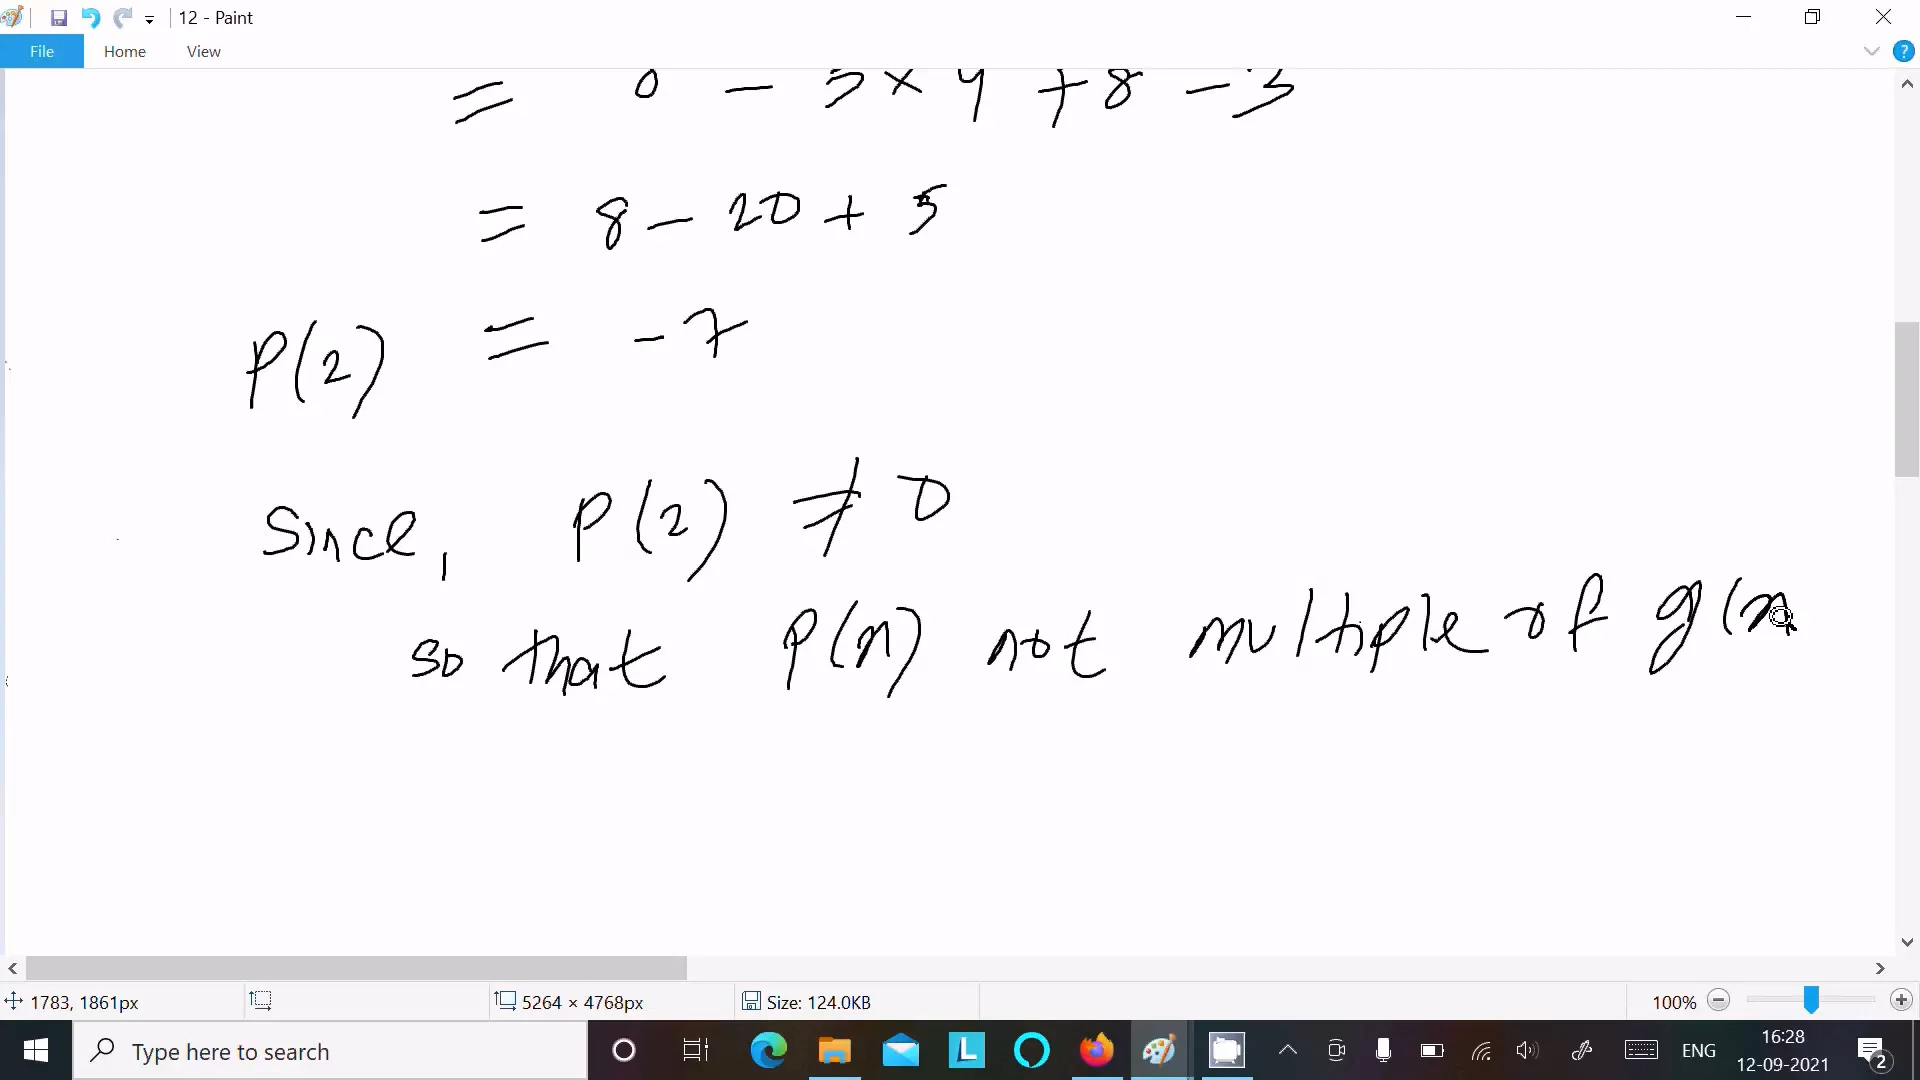 12 - Paint
File Home View
= 8 - 5 × 4 + 8 - 3
= 8 - 20 + 5
P(2) = - 7
Since, P(2) ≠ 0
so that P(x) not multiple of g(x
1783, 1861px 5264 × 4768px Size: 124.0KB 100%
Type here to search L ENG 16:28
12-09-2021 2